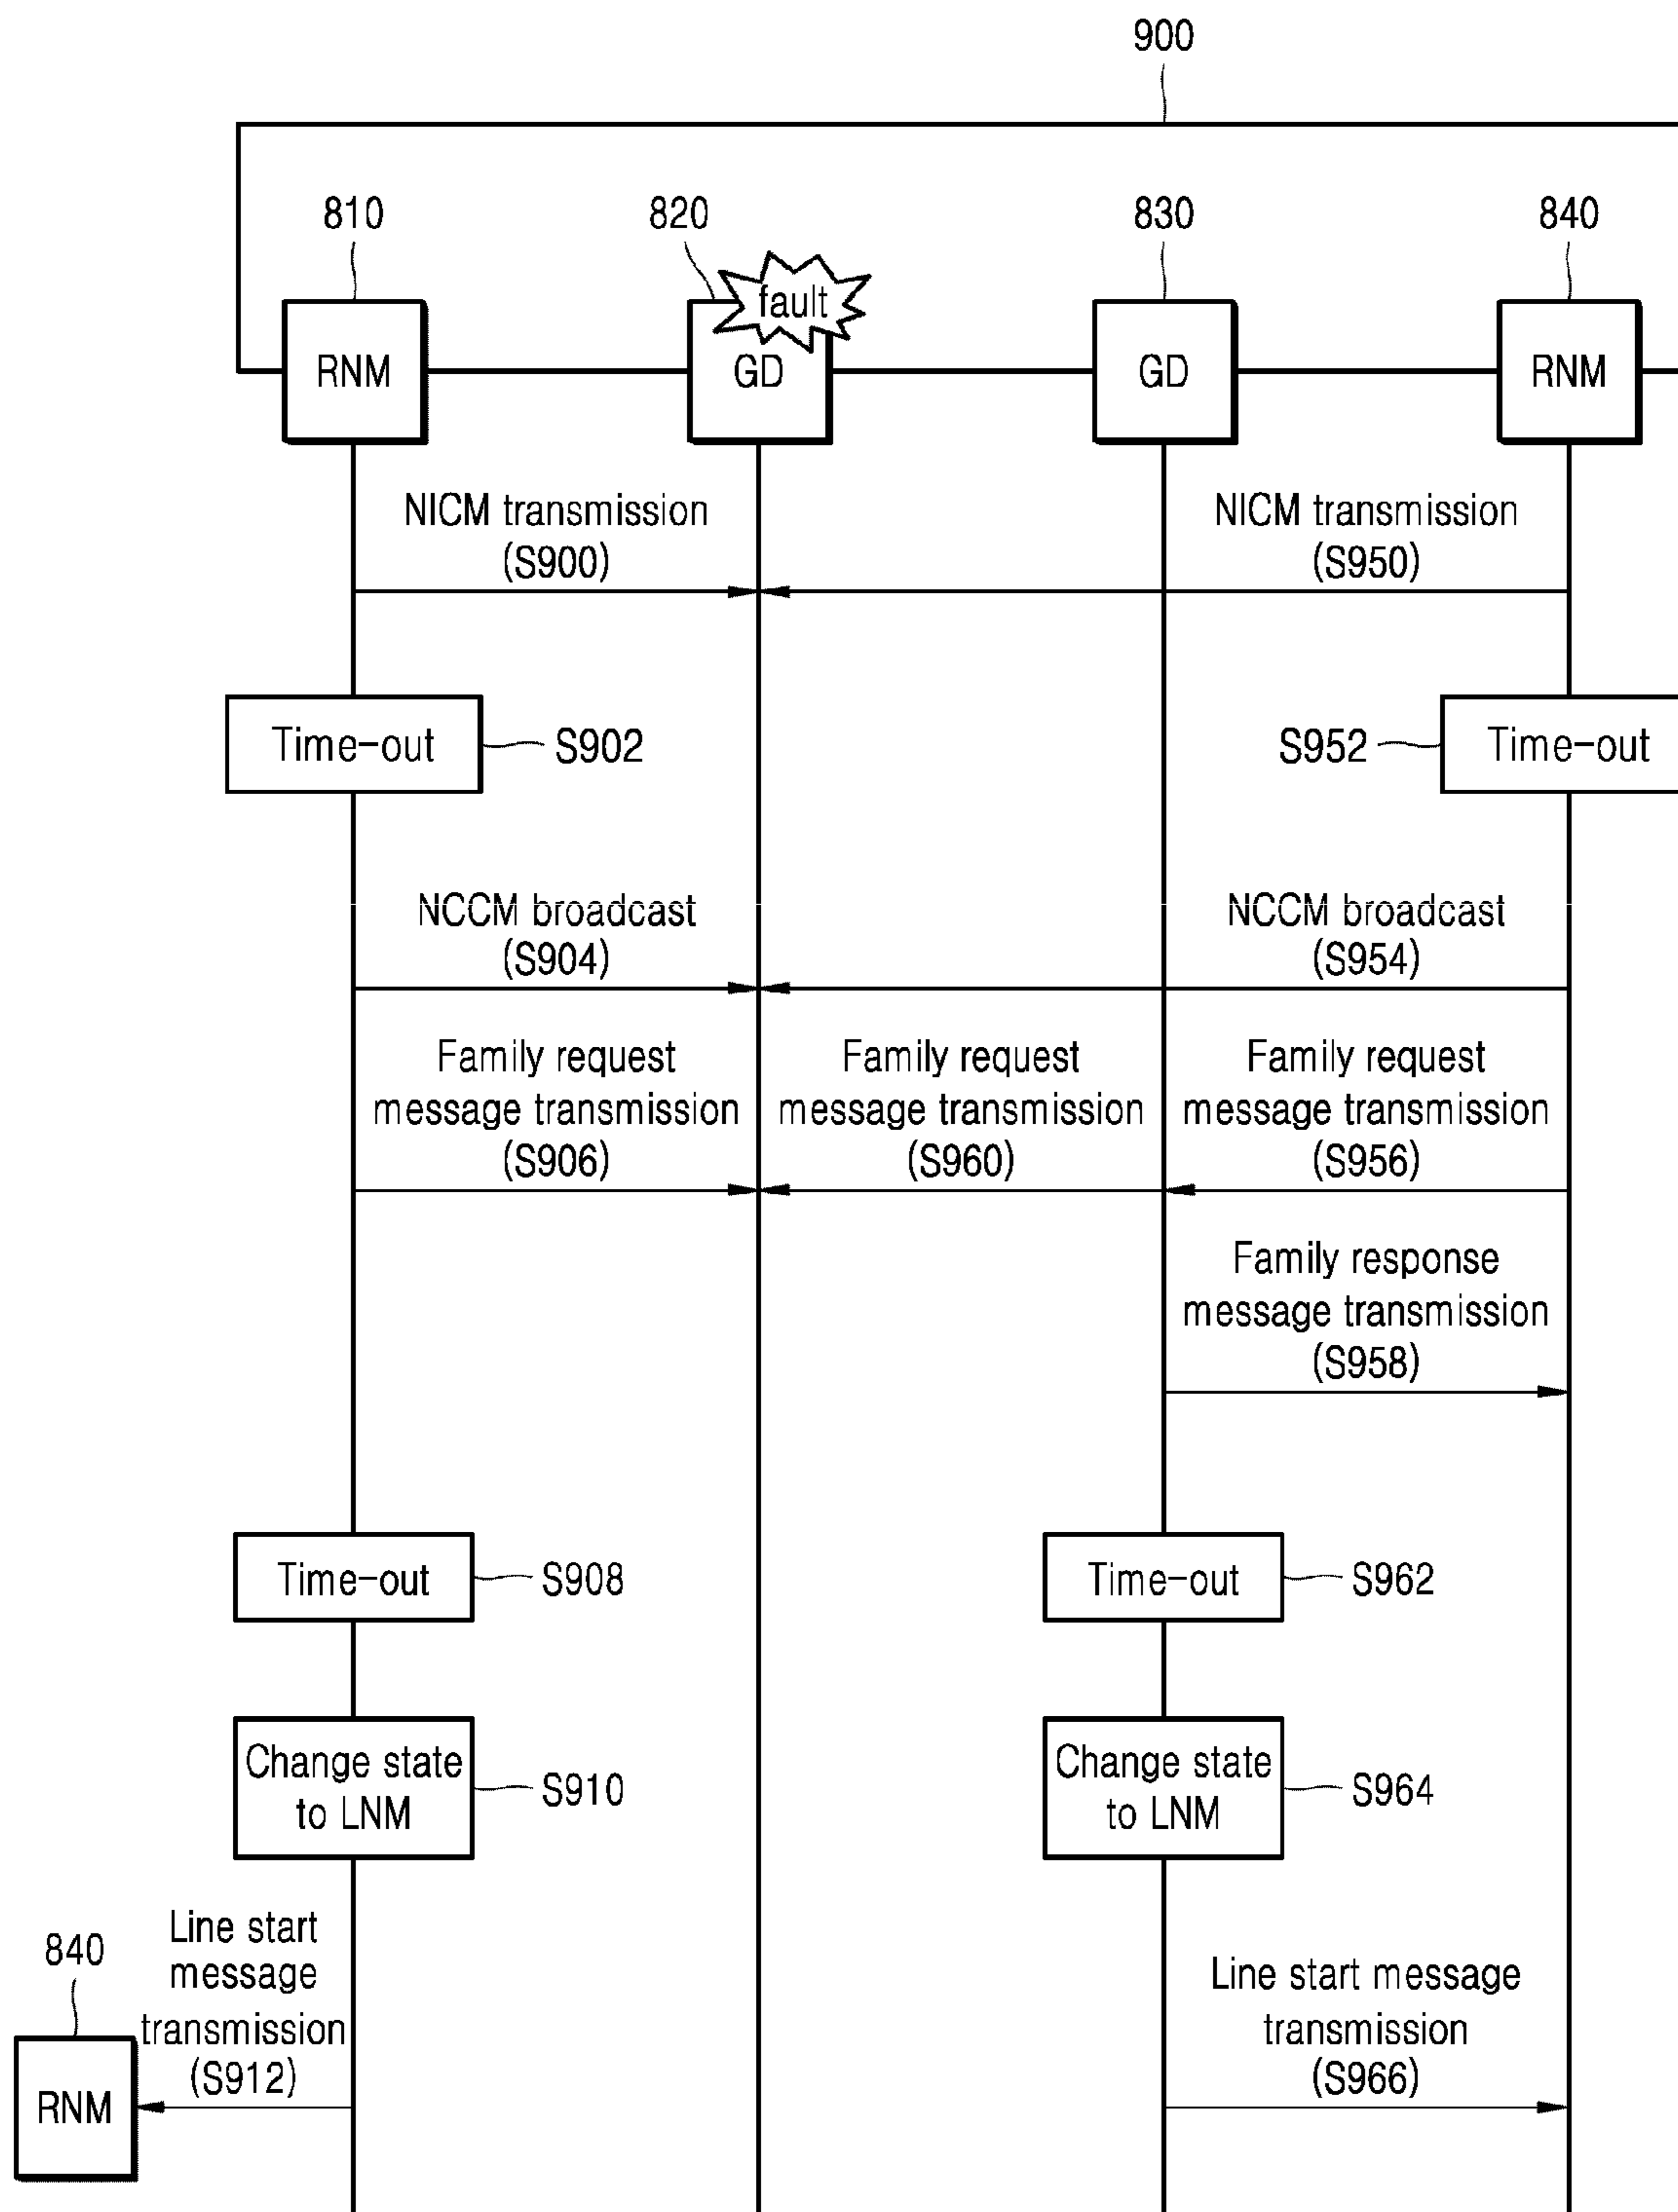 900
810
820
830
840
fault
RNM
GD
GD
RNM
NICM transmission
(S900)
NICM transmission
(S950)
Time-out
S902
S952
Time-out
NCCM broadcast
(S904)
NCCM broadcast
(S954)
Family request
message transmission
(S906)
Family request
message transmission
(S960)
Family request
message transmission
(S956)
Family response
message transmission
(S958)
Time-out
S908
Time-out
S962
Change state
to LNM
S910
Change state
to LNM
S964
840
RNM
Line start
message
transmission
(S912)
Line start message
transmission
(S966)